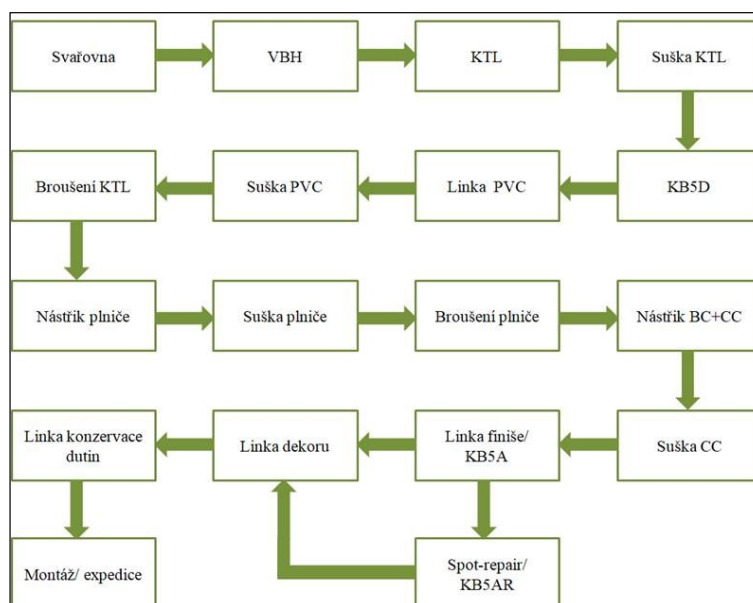 Svařovna
VBH
KTL
Suška KTL
Broušení KTL
Suška PVC
Linka PVC
KB5D
Nástřik plniče
Suška plniče
Broušení plniče
Nástřik BC+CC
Linka konzervace
dutin
Linka dekoru
Linka finiše/
KB5A
Suška CC
Montáž/ expedice
Spot-repair/
KB5AR